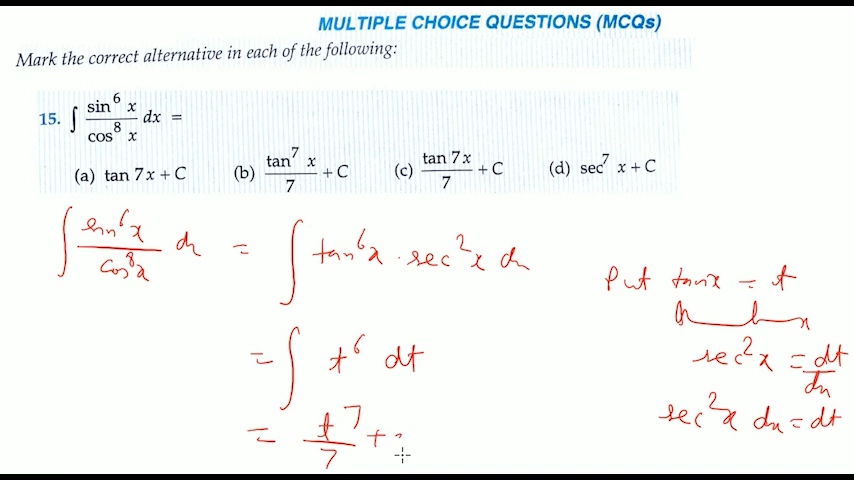 MULTIPLE CHOICE QUESTIONS (MCQs)
Mark the correct alternative in each of the following:
15. ∫ sin⁶ x / cos⁸ x dx =
(a) tan 7x + C (b) tan⁷ x / 7 + C (c) tan 7x / 7 + C (d) sec⁷ x + C
∫ sin⁶x / cos⁸x dx = ∫ tan⁶x · sec²x dx
Put tanx = t
sec²x = dt/dx
= ∫ t⁶ dt
sec²x dx = dt
= t⁷/7 +